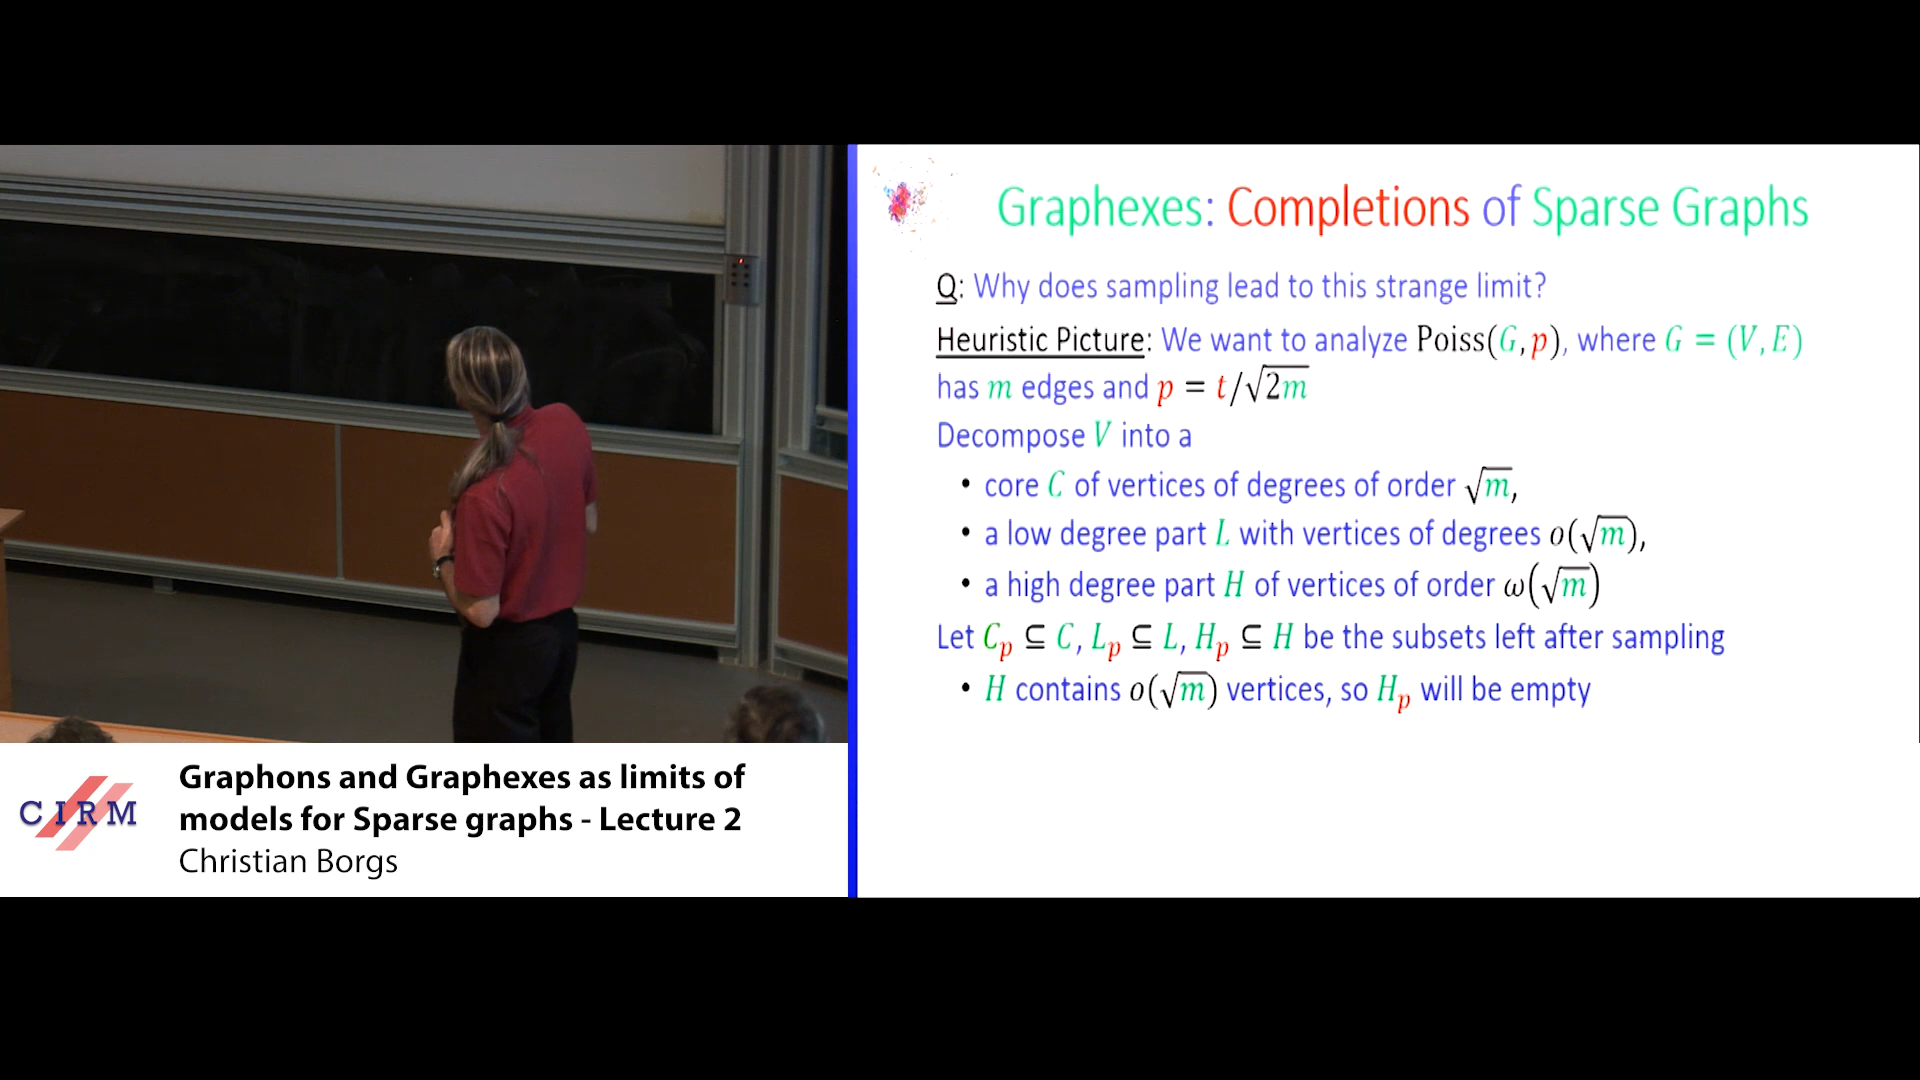 Graphexes: Completions of Sparse Graphs
Q: Why does sampling lead to this strange limit?
Heuristic Picture: We want to analyze Poiss(G, p), where G = (V, E)
has m edges and p = t/√2m
Decompose V into a
• core C of vertices of degrees of order √m,
• a low degree part L with vertices of degrees o(√m),
• a high degree part H of vertices of order ω(√m)
Let Cₚ ⊆ C, Lₚ ⊆ L, Hₚ ⊆ H be the subsets left after sampling
• H contains o(√m) vertices, so Hₚ will be empty
CIRM
Graphons and Graphexes as limits of
models for Sparse graphs - Lecture 2
Christian Borgs